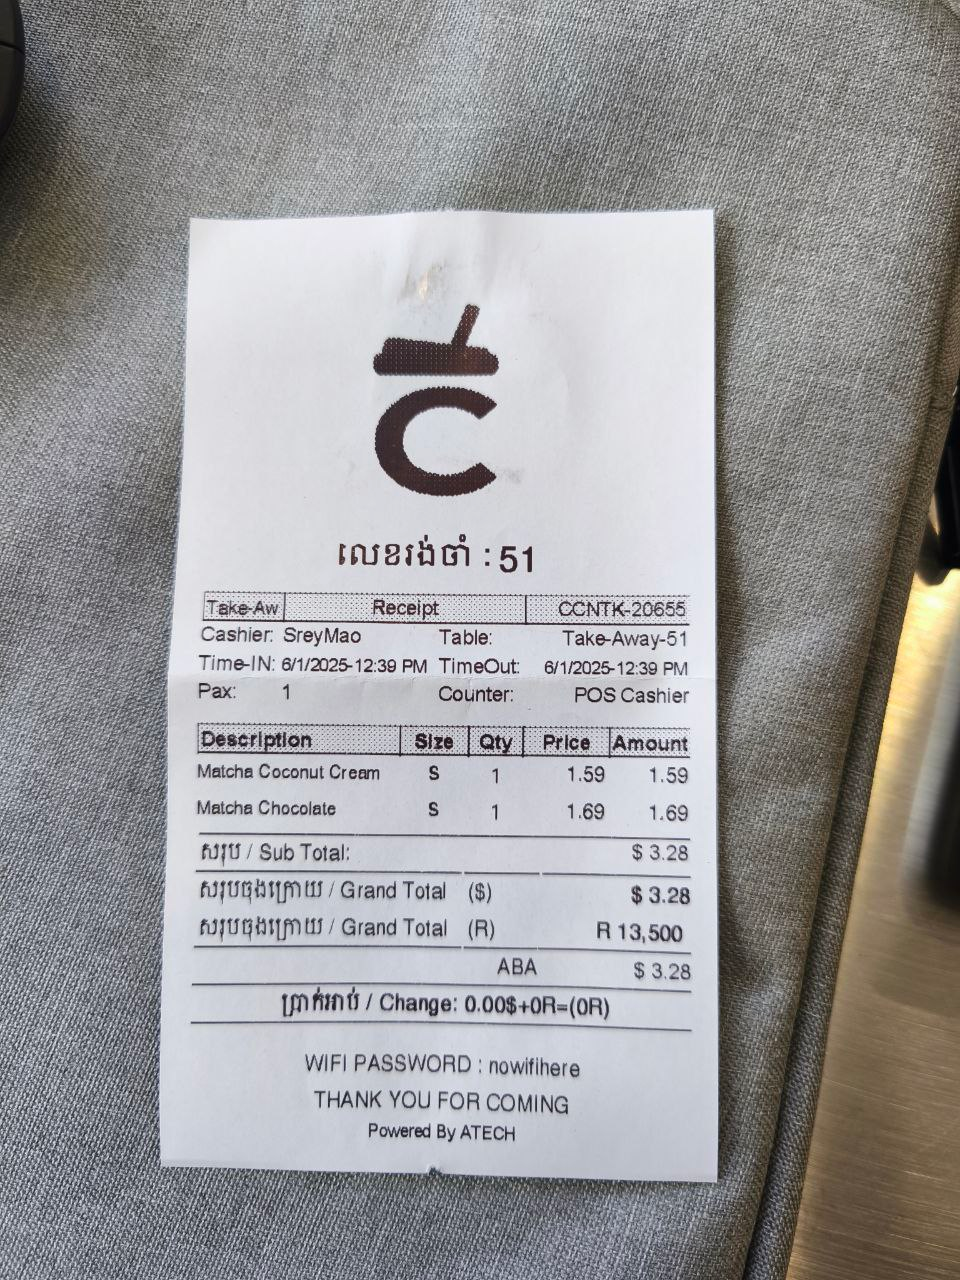 C
លេខរង់ចាំ : 51
Take-Aw Receipt CCNTK-20655
Cashier: SreyMao Table: Take-Away-51
Time-IN: 6/1/2025-12:39 PM TimeOut: 6/1/2025-12:39 PM
Pax: 1 Counter: POS Cashier
Description Size Qty Price Amount
Matcha Coconut Cream S 1 1.59 1.59
Matcha Chocolate S 1 1.69 1.69
សរុប / Sub Total: $ 3.28
សរុបចុងក្រោយ / Grand Total ($) $ 3.28
សរុបចុងក្រោយ / Grand Total (R) R 13,500
ABA $ 3.28
ប្រាក់អាប់ / Change: 0.00$+0R=(0R)
WIFI PASSWORD : nowifihere
THANK YOU FOR COMING
Powered By ATECH